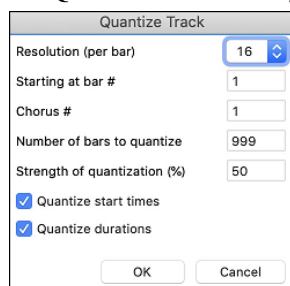 Quantize Track
Resolution (per bar) 16
Starting at bar # 1
Chorus # 1
Number of bars to quantize 999
Strength of quantization (%) 50
Quantize start times
Quantize durations
OK Cancel